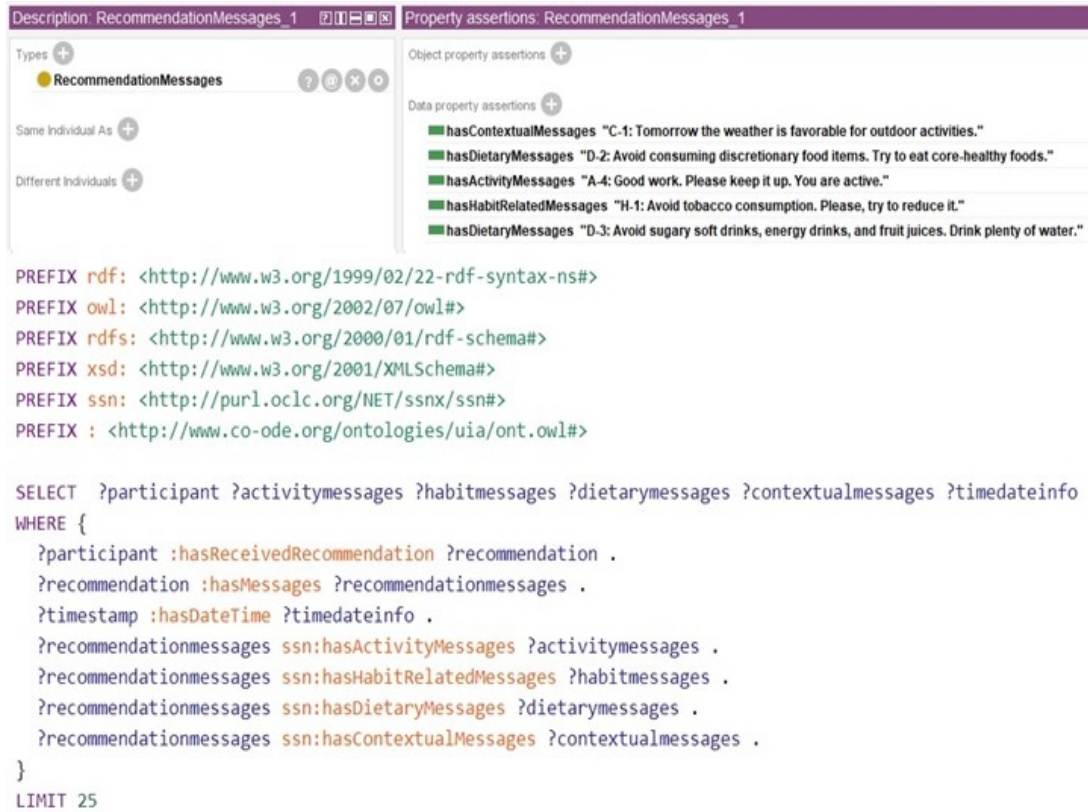 Description: RecommendationMessages_1
Property assertions: RecommendationMessages_1
Types
RecommendationMessages
Same Individual As
Different Individuals
Object property assertions
Data property assertions
hasContextualMessages "C-1: Tomorrow the weather is favorable for outdoor activities."
hasDietaryMessages "D-2: Avoid consuming discretionary food items. Try to eat core-healthy foods."
hasActivityMessages "A-4: Good work. Please keep it up. You are active."
hasHabitRelatedMessages "H-1: Avoid tobacco consumption. Please, try to reduce it."
hasDietaryMessages "D-3: Avoid sugary soft drinks, energy drinks, and fruit juices. Drink plenty of water."
PREFIX rdf: <http://www.w3.org/1999/02/22-rdf-syntax-ns#>
PREFIX owl: <http://www.w3.org/2002/07/owl#>
PREFIX rdfs: <http://www.w3.org/2000/01/rdf-schema#>
PREFIX xsd: <http://www.w3.org/2001/XMLSchema#>
PREFIX ssn: <http://purl.oclc.org/NET/ssnx/ssn#>
PREFIX : <http://www.co-ode.org/ontologies/uia/ont.owl#>
SELECT ?participant ?activitymessages ?habitmessages ?dietarymessages ?contextualmessages ?timedateinfo
WHERE {
?participant :hasReceivedRecommendation ?recommendation .
?recommendation :hasMessages ?recommendationmessages .
?timestamp :hasDateTime ?timedateinfo .
?recommendationmessages ssn:hasActivityMessages ?activitymessages .
?recommendationmessages ssn:hasHabitRelatedMessages ?habitmessages .
?recommendationmessages ssn:hasDietaryMessages ?dietarymessages .
?recommendationmessages ssn:hasContextualMessages ?contextualmessages .
}
LIMIT 25